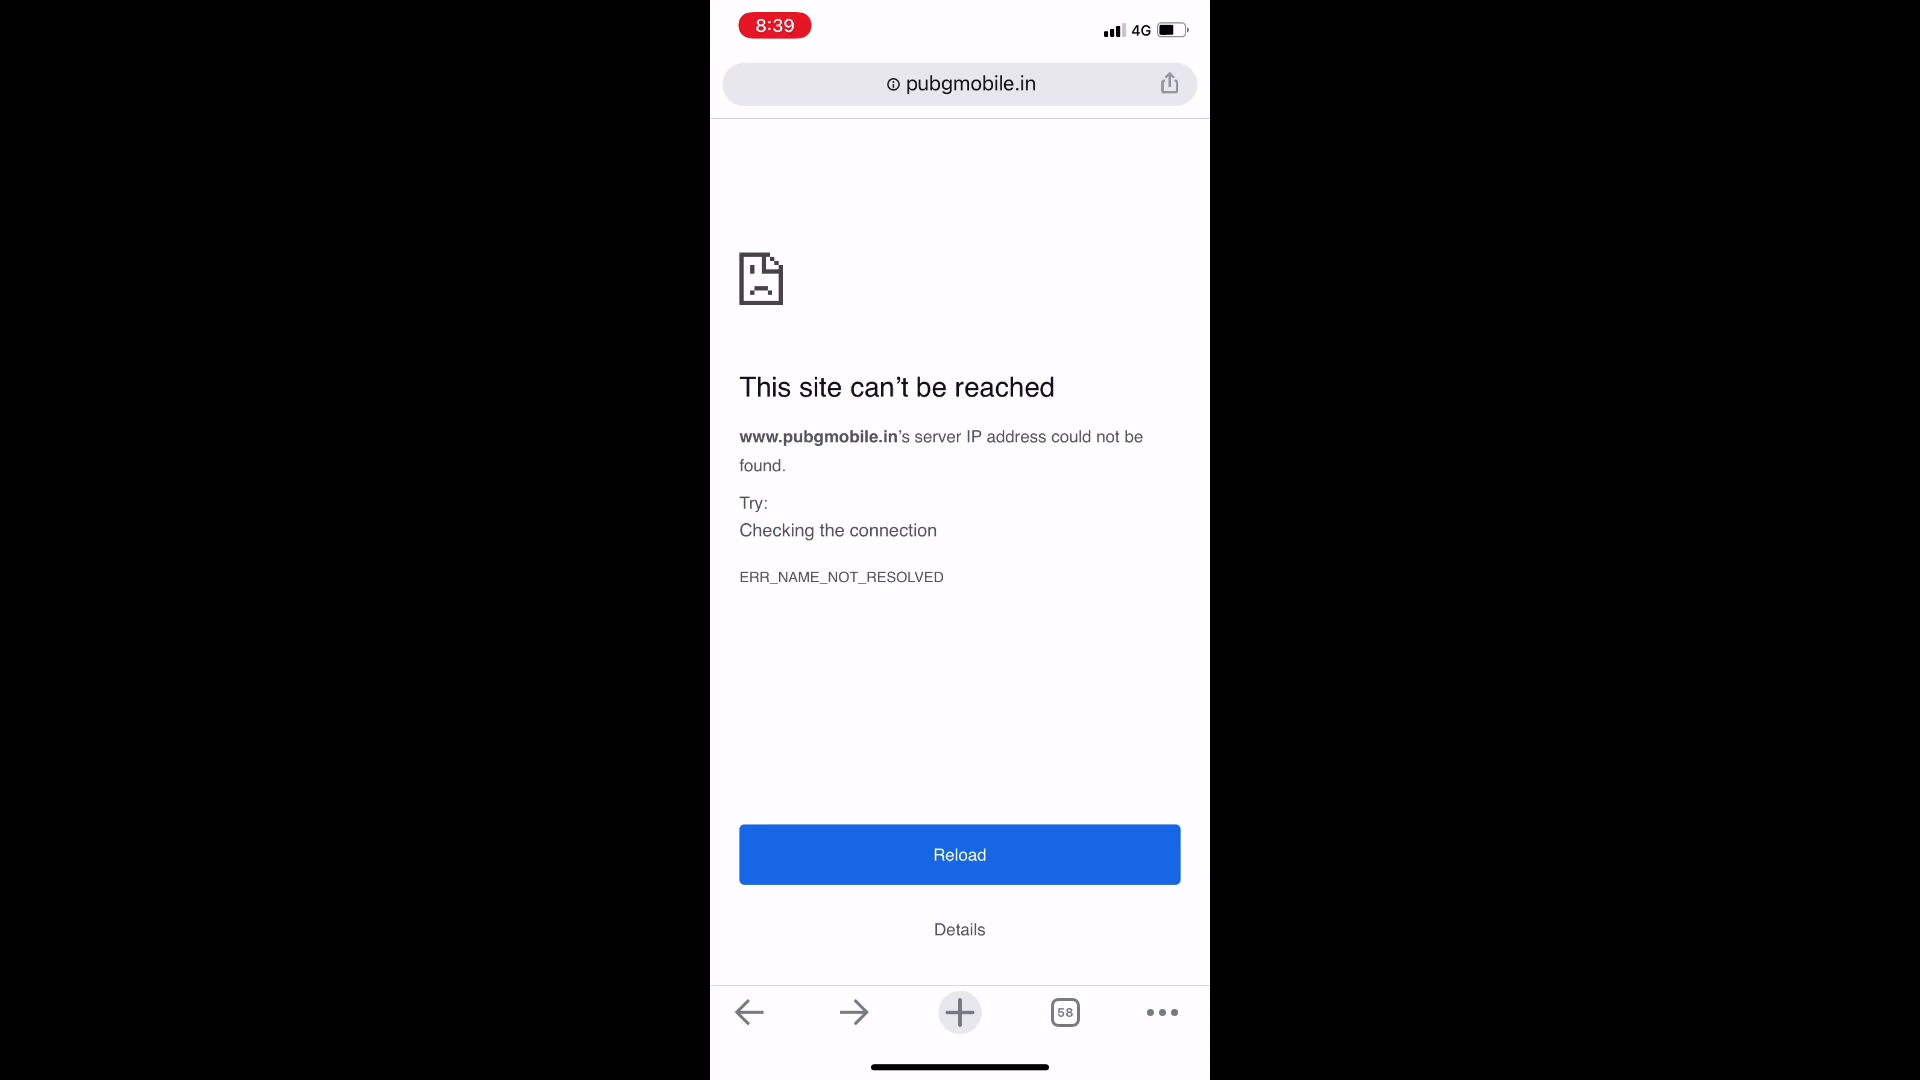 8:39
4G
pubgmobile.in
This site can’t be reached
www.pubgmobile.in’s server IP address could not be
found.
Try:
Checking the connection
ERR_NAME_NOT_RESOLVED
Reload
Details
58